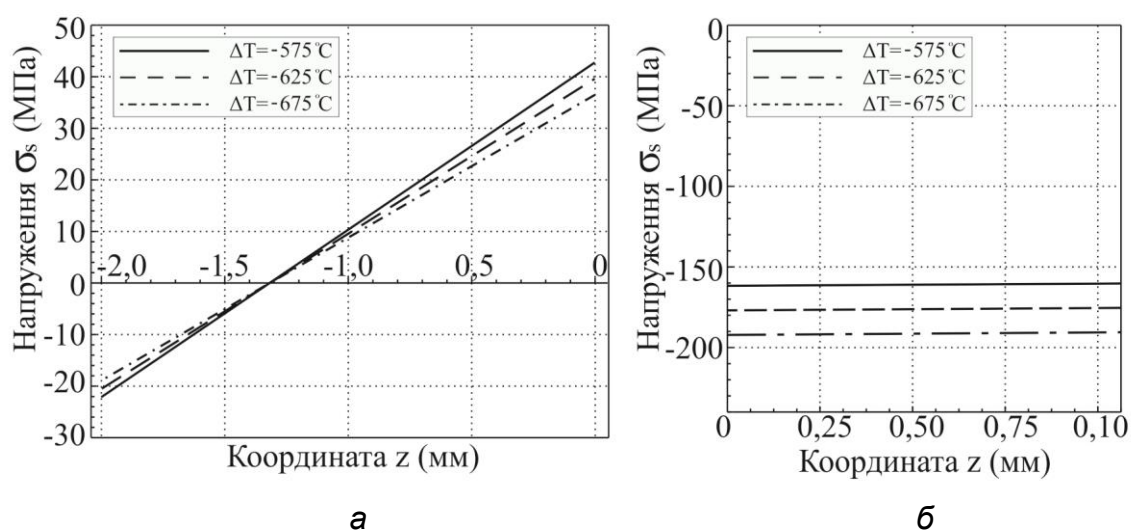 50
40
30
20
10
0
-10
-20
-30
Напруження σs (МПа)
ΔT=-575 °C
ΔT=-625 °C
ΔT=-675 °C
-2,0 -1,5 -1,0 0,5 0
Координата z (мм)
а
0
-50
-100
-150
-200
Напруження σs (МПа)
ΔT=-575 °C
ΔT=-625 °C
ΔT=-675 °C
0 0,25 0,50 0,75 0,10
Координата z (мм)
б